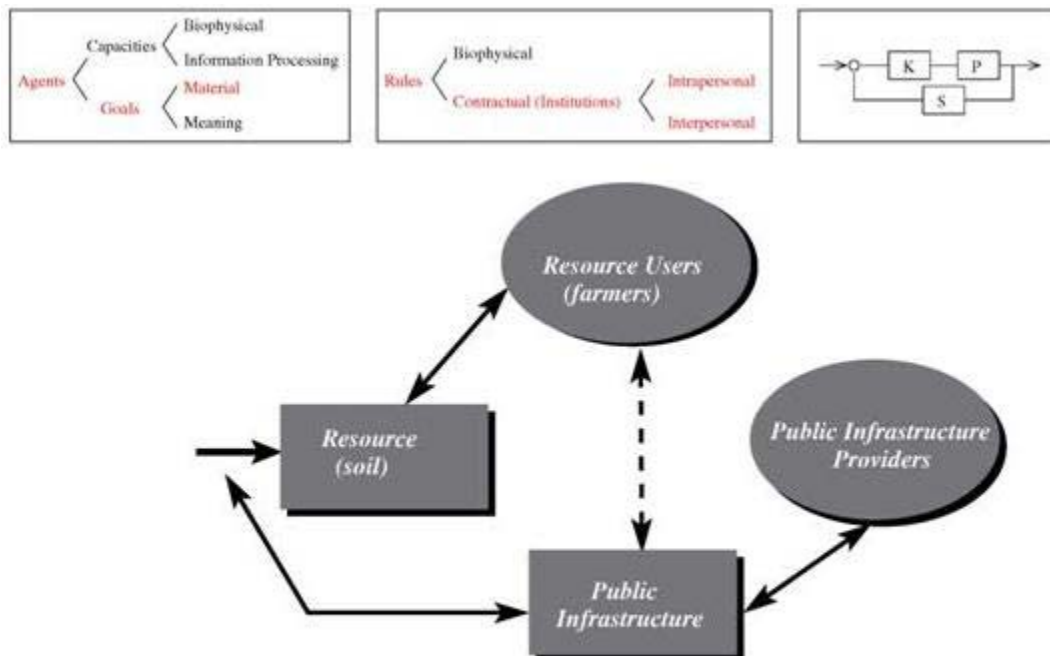 Agents
Capacities
Biophysical
Information Processing
Goals
Material
Meaning
Rules
Biophysical
Contractual (Institutions)
Intrapersonal
Interpersonal
K
P
S
Resource Users
(farmers)
Resource
(soil)
Public Infrastructure
Providers
Public
Infrastructure